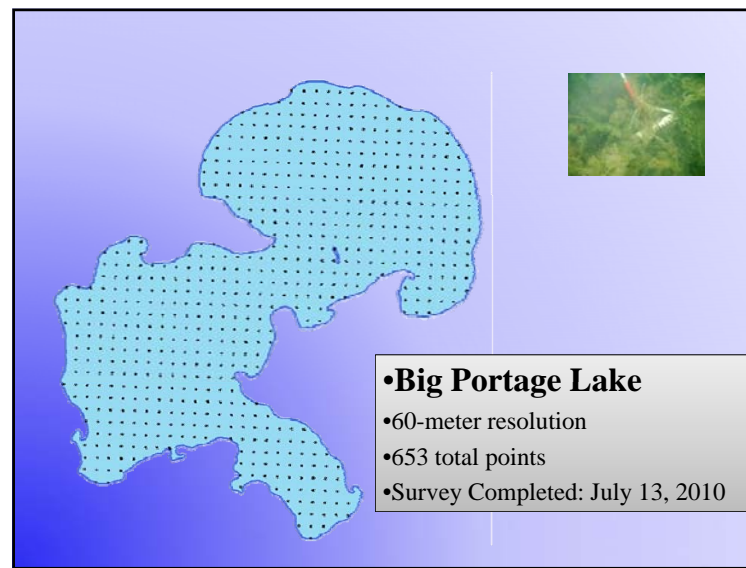 •Big Portage Lake
•60-meter resolution
•653 total points
•Survey Completed: July 13, 2010